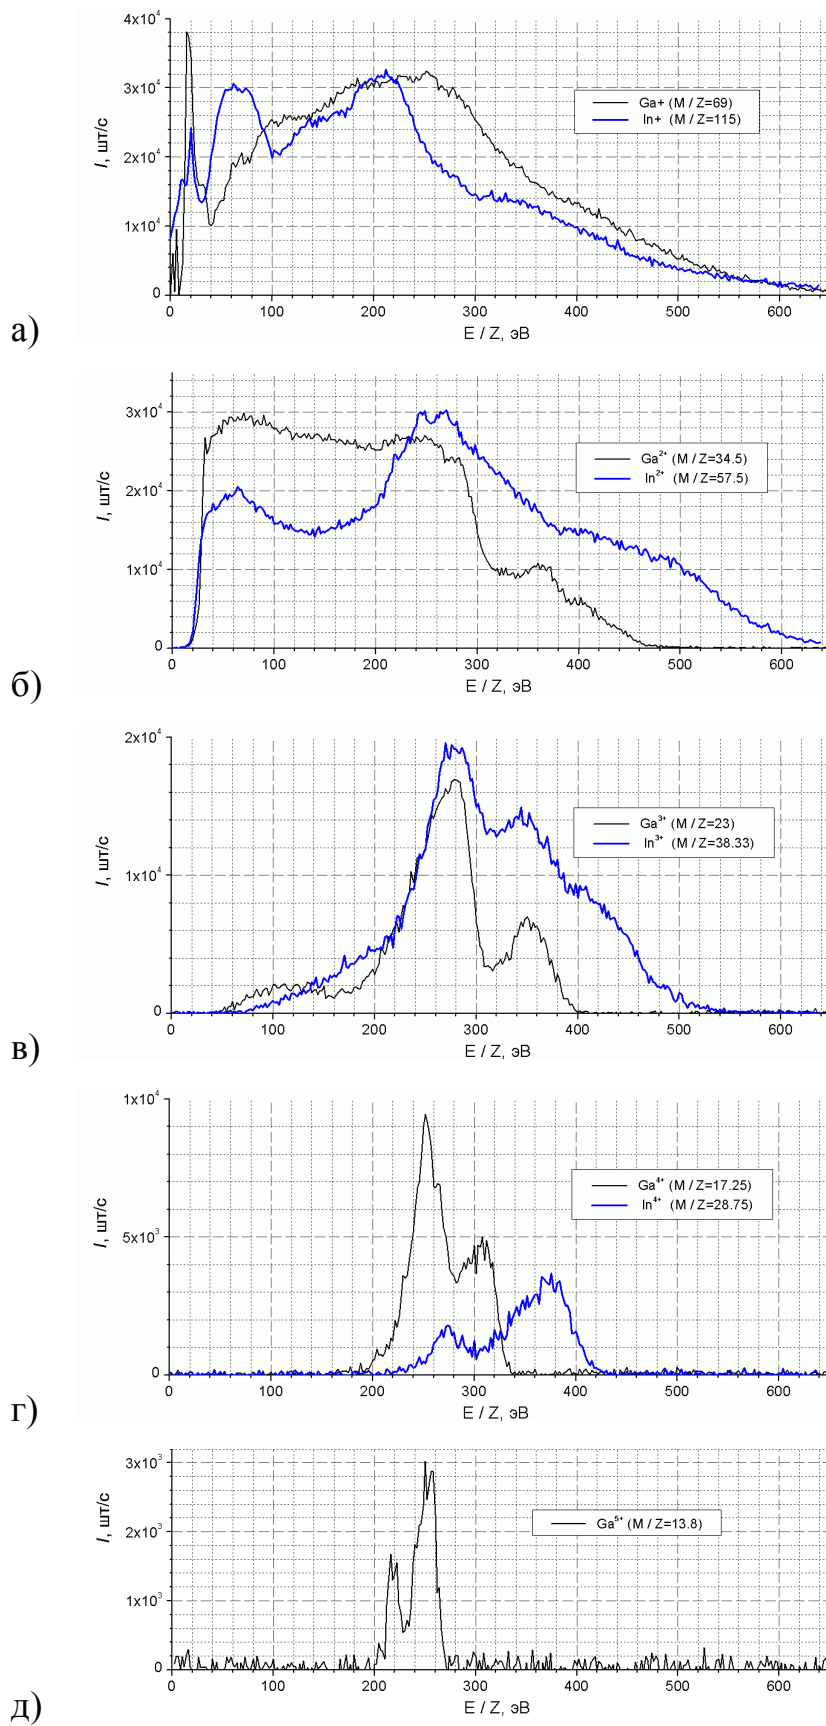 4x10⁴
3x10⁴
2x10⁴
1x10⁴
0
I, шт/с
Ga+ (M / Z=69)
In+ (M / Z=115)
0 100 200 300 400 500 600
E / Z, эВ
а)
3x10⁴
2x10⁴
1x10⁴
0
I, шт/с
Ga²⁺ (M / Z=34.5)
In²⁺ (M / Z=57.5)
0 100 200 300 400 500 600
E / Z, эВ
б)
2x10⁴
1x10⁴
0
I, шт/с
Ga³⁺ (M / Z=23)
In³⁺ (M / Z=38.33)
0 100 200 300 400 500 600
E / Z, эВ
в)
1x10⁴
5x10³
0
I, шт/с
Ga⁴⁺ (M / Z=17.25)
In⁴⁺ (M / Z=28.75)
0 100 200 300 400 500 600
E / Z, эВ
г)
3x10³
2x10³
1x10³
0
I, шт/с
Ga⁵⁺ (M / Z=13.8)
0 100 200 300 400 500 600
E / Z, эВ
д)